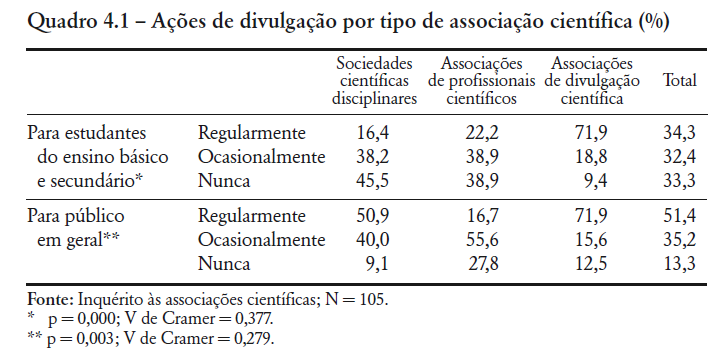 Quadro 4.1 – Ações de divulgação por tipo de associação científica (%)
Sociedades Associações Associações
científicas de profissionais de divulgação Total
disciplinares científicos científica
Para estudantes Regularmente 16,4 22,2 71,9 34,3
do ensino básico Ocasionalmente 38,2 38,9 18,8 32,4
e secundário* Nunca 45,5 38,9 9,4 33,3
Para público Regularmente 50,9 16,7 71,9 51,4
em geral** Ocasionalmente 40,0 55,6 15,6 35,2
Nunca 9,1 27,8 12,5 13,3
Fonte: Inquérito às associações científicas; N = 105.
* p = 0,000; V de Cramer = 0,377.
** p = 0,003; V de Cramer = 0,279.